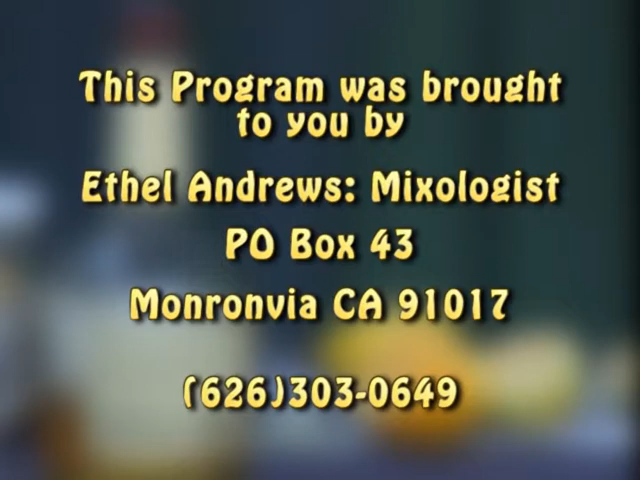 This Program was brought
to you by
Ethel Andrews: Mixologist
PO Box 43
Monronvia CA 91017
(626)303-0649